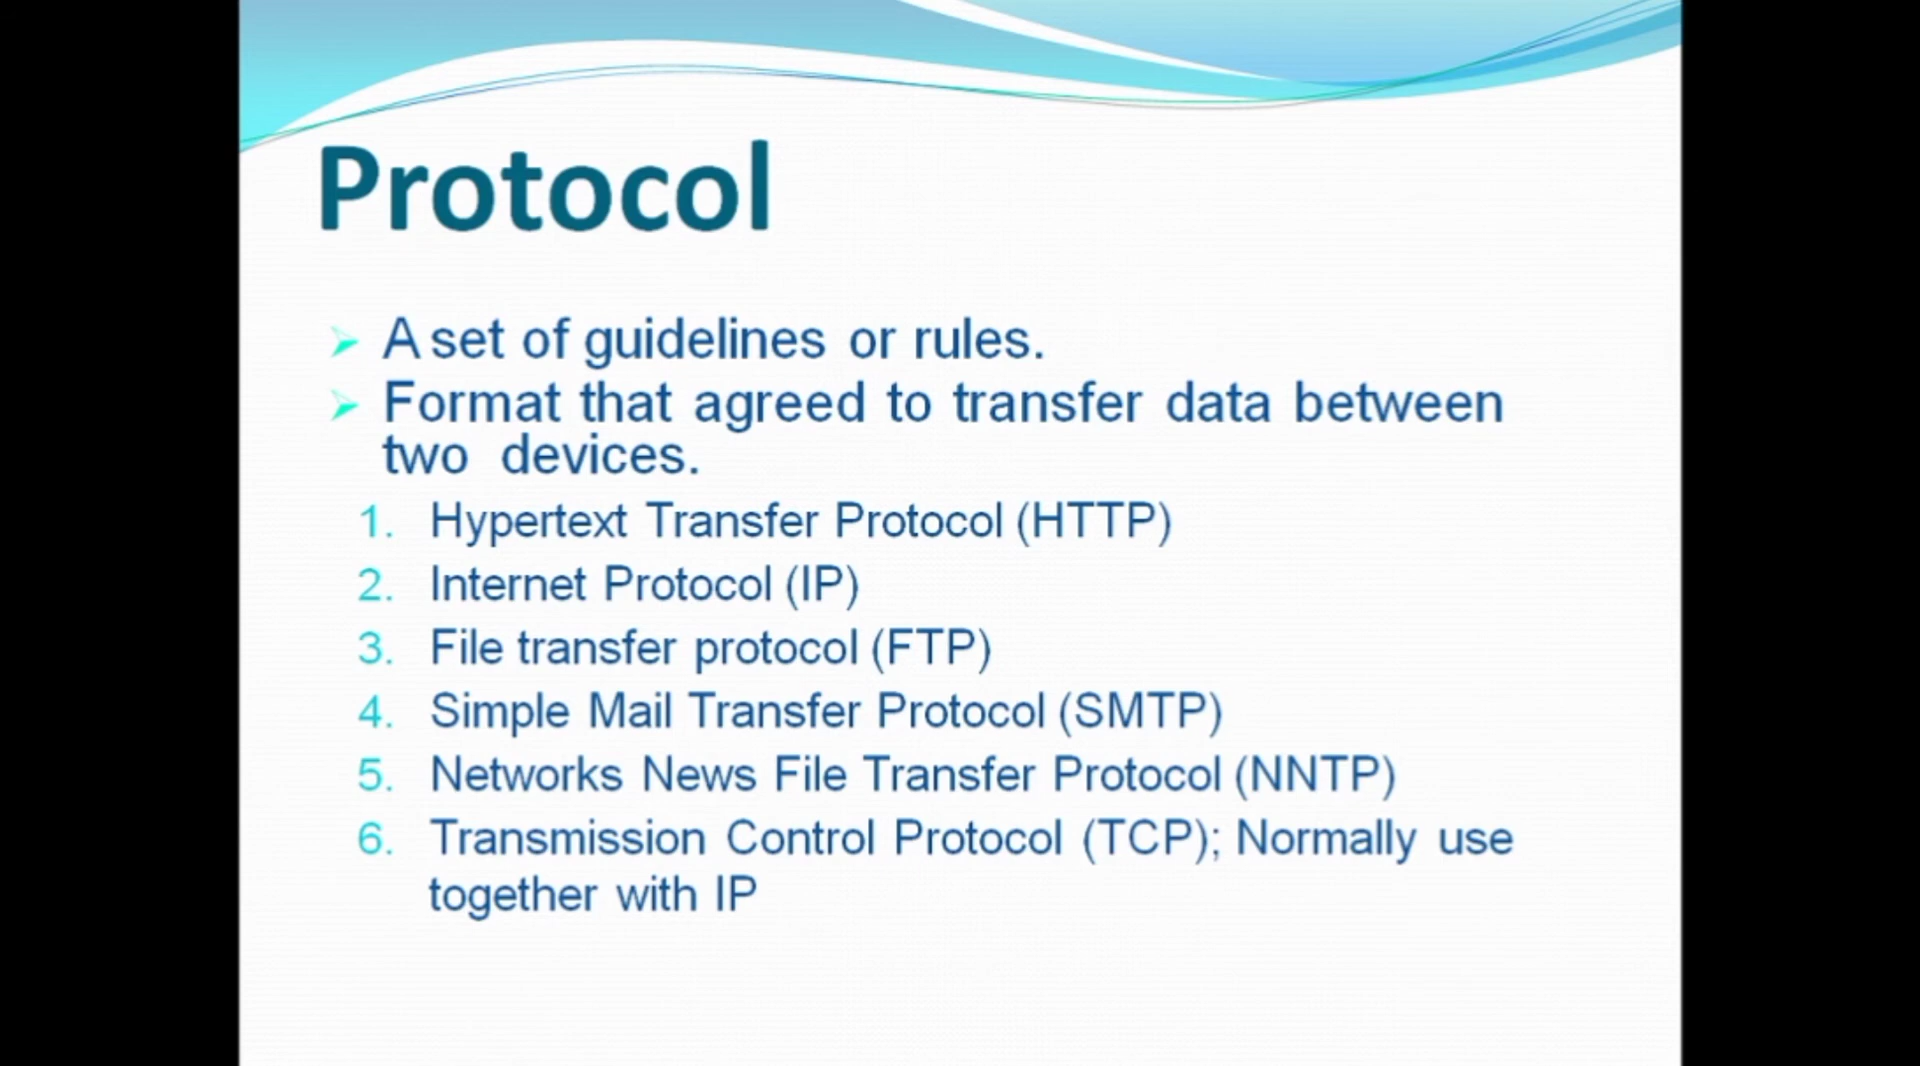 Protocol
A set of guidelines or rules.
Format that agreed to transfer data between
two devices.
1. Hypertext Transfer Protocol (HTTP)
2. Internet Protocol (IP)
3. File transfer protocol (FTP)
4. Simple Mail Transfer Protocol (SMTP)
5. Networks News File Transfer Protocol (NNTP)
6. Transmission Control Protocol (TCP); Normally use
together with IP